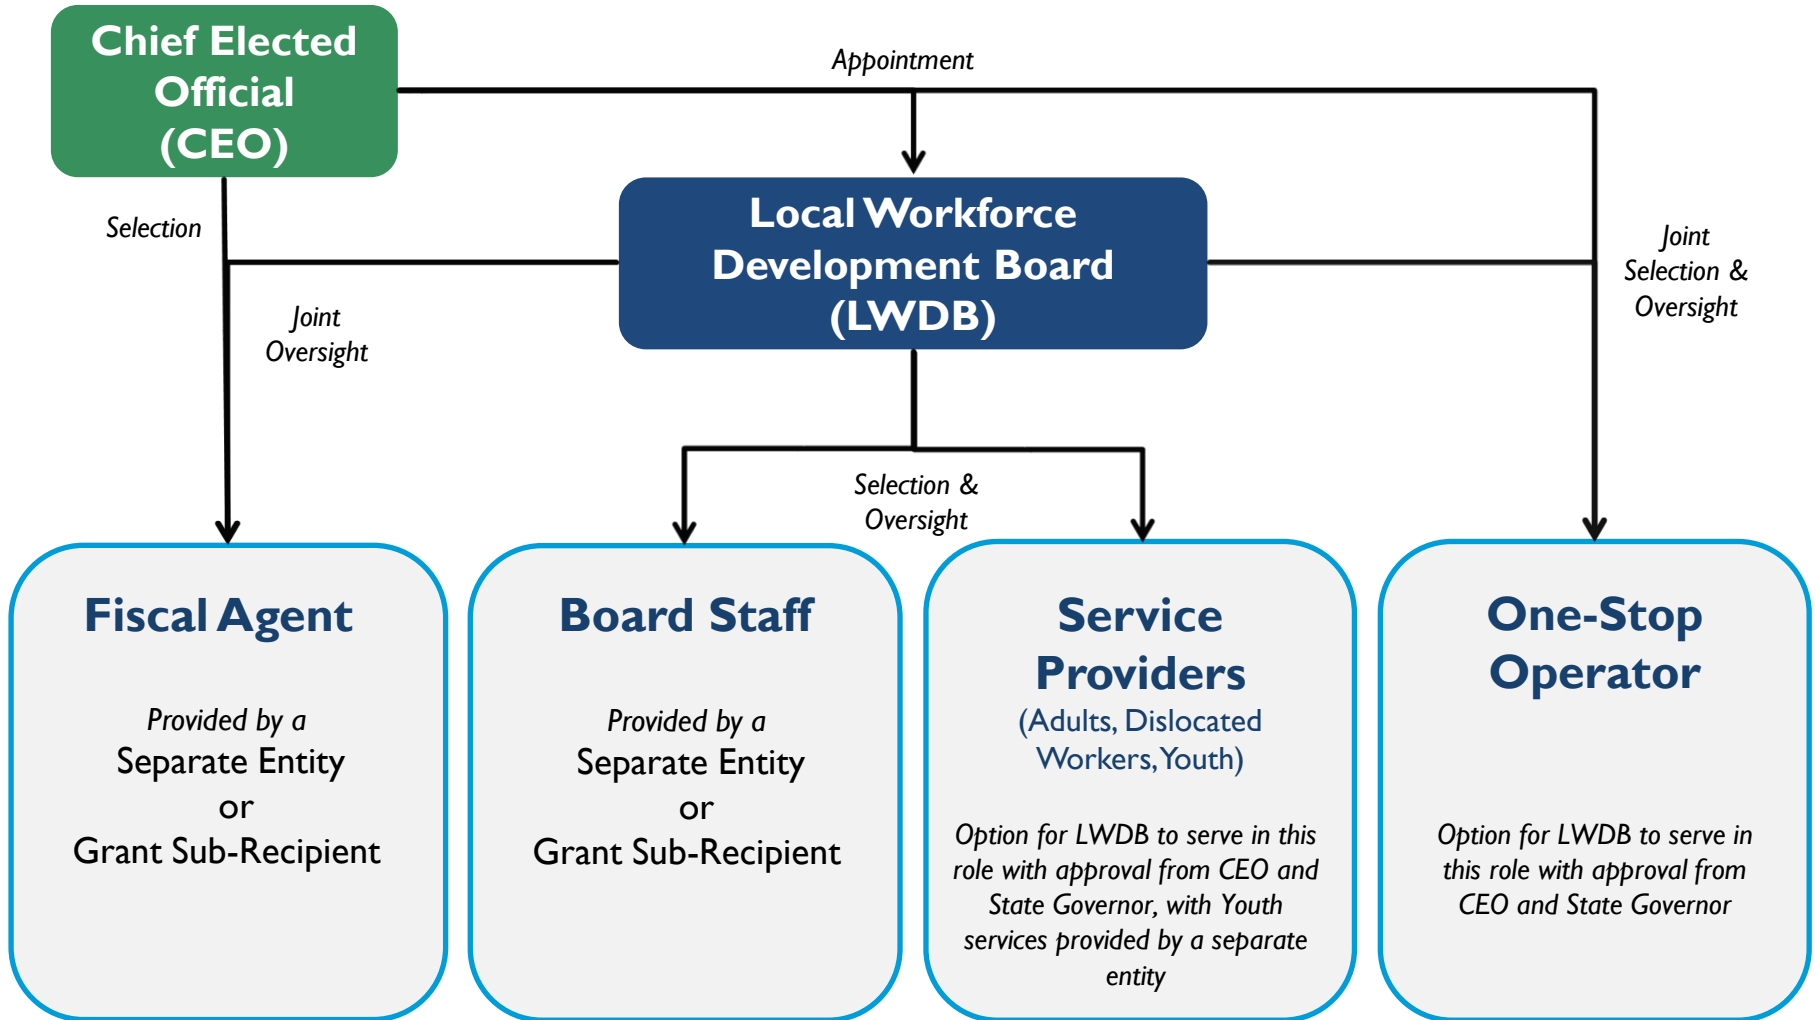 Chief Elected
Official
(CEO)
Appointment
Selection
Local Workforce
Development Board
(LWDB)
Joint
Selection &
Oversight
Joint
Oversight
Selection &
Oversight
Fiscal Agent
Provided by a
Separate Entity
or
Grant Sub-Recipient
Board Staff
Provided by a
Separate Entity
or
Grant Sub-Recipient
Service
Providers
(Adults, Dislocated
Workers, Youth)
Option for LWDB to serve in this
role with approval from CEO and
State Governor, with Youth
services provided by a separate
entity
One-Stop
Operator
Option for LWDB to serve in
this role with approval from
CEO and State Governor